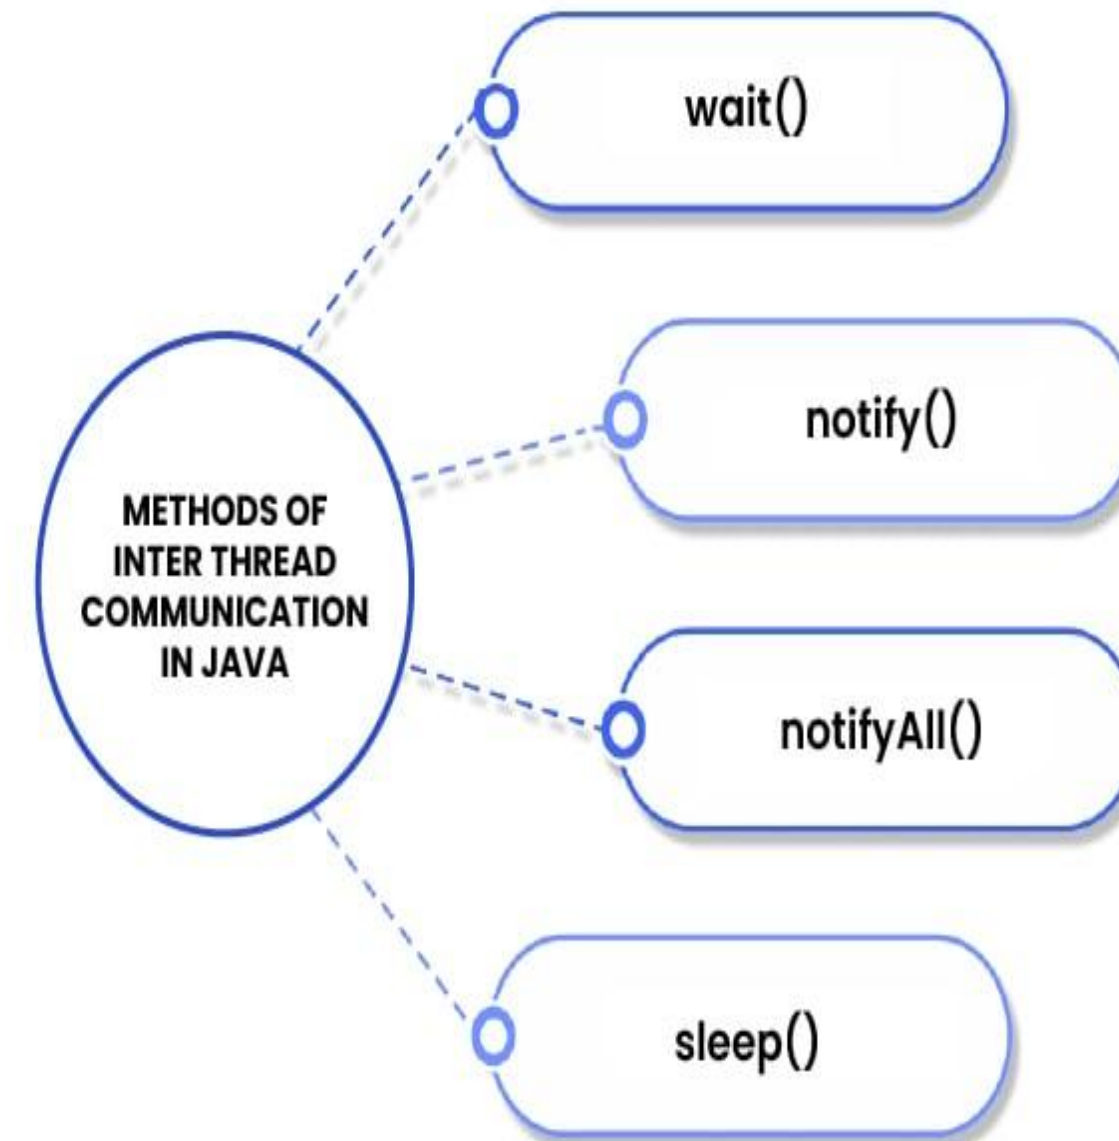 wait()
notify()
METHODS OF
INTER THREAD
COMMUNICATION
IN JAVA
notifyAll()
sleep()